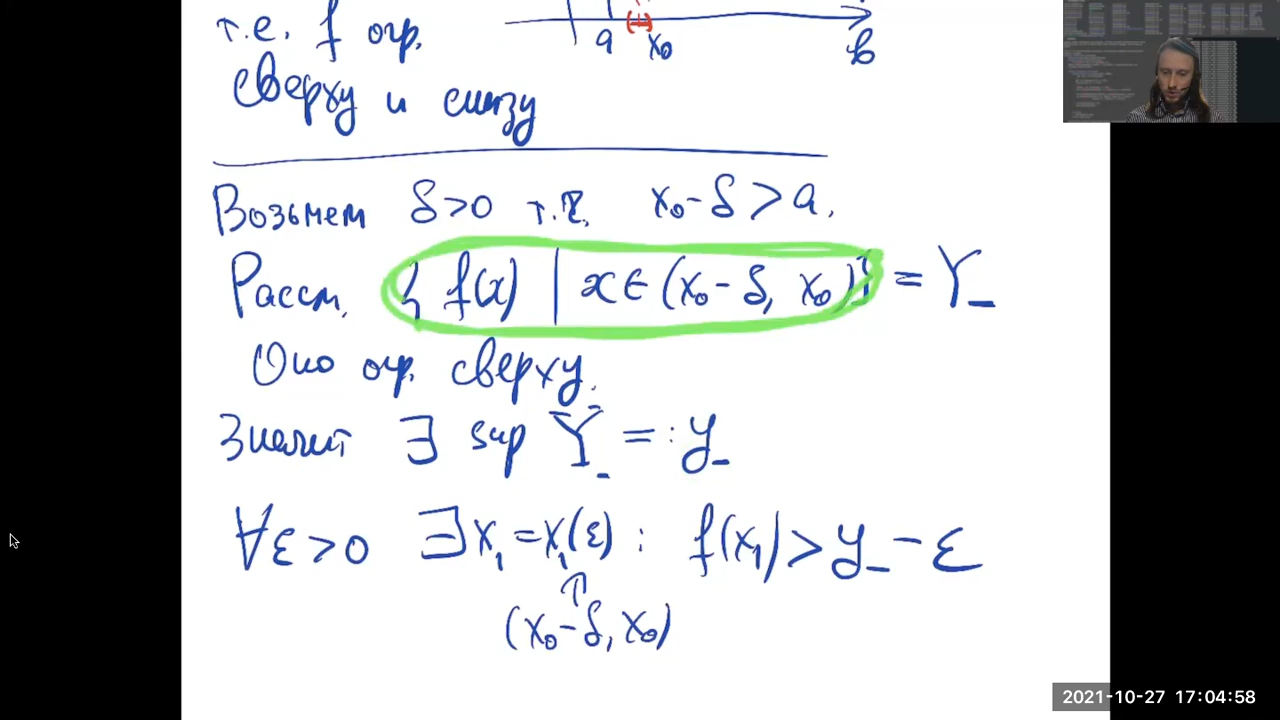 т.е. f огр.
сверху и снизу
a x₀ b
Возьмем δ>0 т.ч. x₀-δ>a.
Рассм. { f(x) | x∈(x₀-δ, x₀)} = Y₋
Оно огр. сверху.
Значит ∃ sup Y₋ =: y₋
∀ε>0 ∃x₁=x₁(ε) : f(x₁)>y₋-ε
(x₀-δ, x₀)
2021-10-27 17:04:58